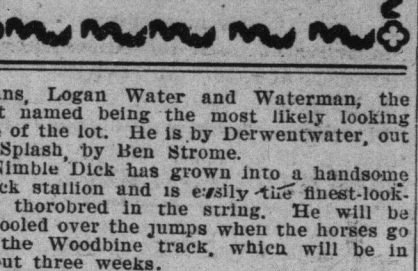 ns, Logan Water and Waterman, the
t named being the most likely looking
of the lot. He is by Derwentwater, out
Splash, by Ben Strome.
Nimble Dick has grown into a handsome
ck stallion and is easily the finest-look-
thorobred in the string. He will be
ooled over the jumps when the horses go
the Woodbine track, which will be in
out three weeks.